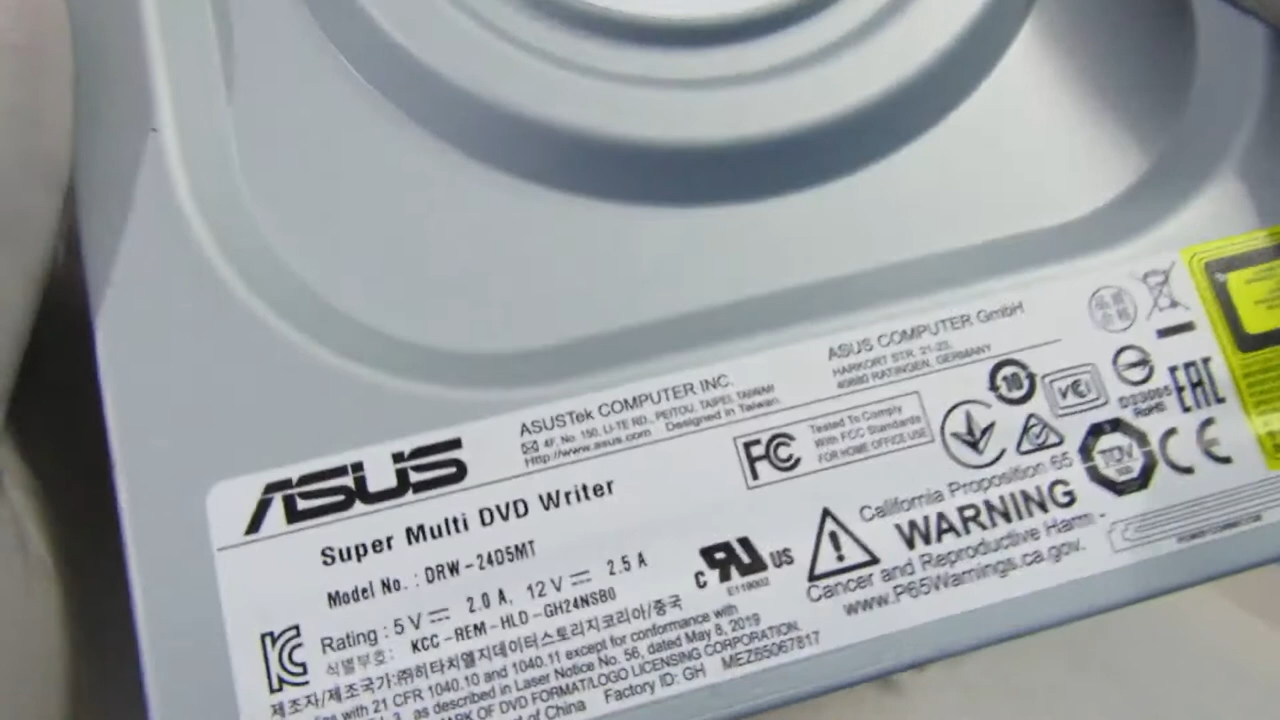 ASUS
ASUSTek COMPUTER INC.
4F, No. 150, LI-TE RD., PEITOU, TAIPEI, TAIWAN
Http://www.asus.com Designed in Taiwan
ASUS COMPUTER GmbH
HARKORT STR. 21-23,
40880 RATINGEN, GERMANY
Super Multi DVD Writer
Model No. : DRW-24D5MT
Rating : 5 V 2.0 A, 12 V 2.5 A
식별부호: KCC-REM-HLD-GH24NSB0
제조자/제조국가:㈜히타치엘지데이터스토리지코리아/중국
with 21 CFR 1040.10 and 1040.11 except for conformance with
as described in Laser Notice No. 56, dated May 8, 2019
OF DVD FORMAT/LOGO LICENSING CORPORATION.
of China Factory ID: GH MEZ65067817
FC
Tested To Comply
With FCC Standards
FOR HOME OFFICE USE
10
VCI
RoHS
EAC
TÜV
CE
c RU US
E119002
California Proposition 65
WARNING
Cancer and Reproductive Harm -
www.P65Warnings.ca.gov.